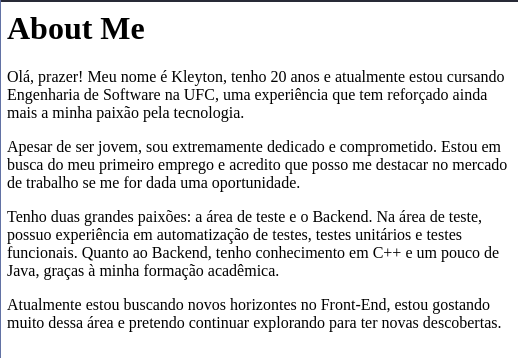 About Me
Olá, prazer! Meu nome é Kleyton, tenho 20 anos e atualmente estou cursando
Engenharia de Software na UFC, uma experiência que tem reforçado ainda
mais a minha paixão pela tecnologia.
Apesar de ser jovem, sou extremamente dedicado e comprometido. Estou em
busca do meu primeiro emprego e acredito que posso me destacar no mercado
de trabalho se me for dada uma oportunidade.
Tenho duas grandes paixões: a área de teste e o Backend. Na área de teste,
possuo experiência em automatização de testes, testes unitários e testes
funcionais. Quanto ao Backend, tenho conhecimento em C++ e um pouco de
Java, graças à minha formação acadêmica.
Atualmente estou buscando novos horizontes no Front-End, estou gostando
muito dessa área e pretendo continuar explorando para ter novas descobertas.